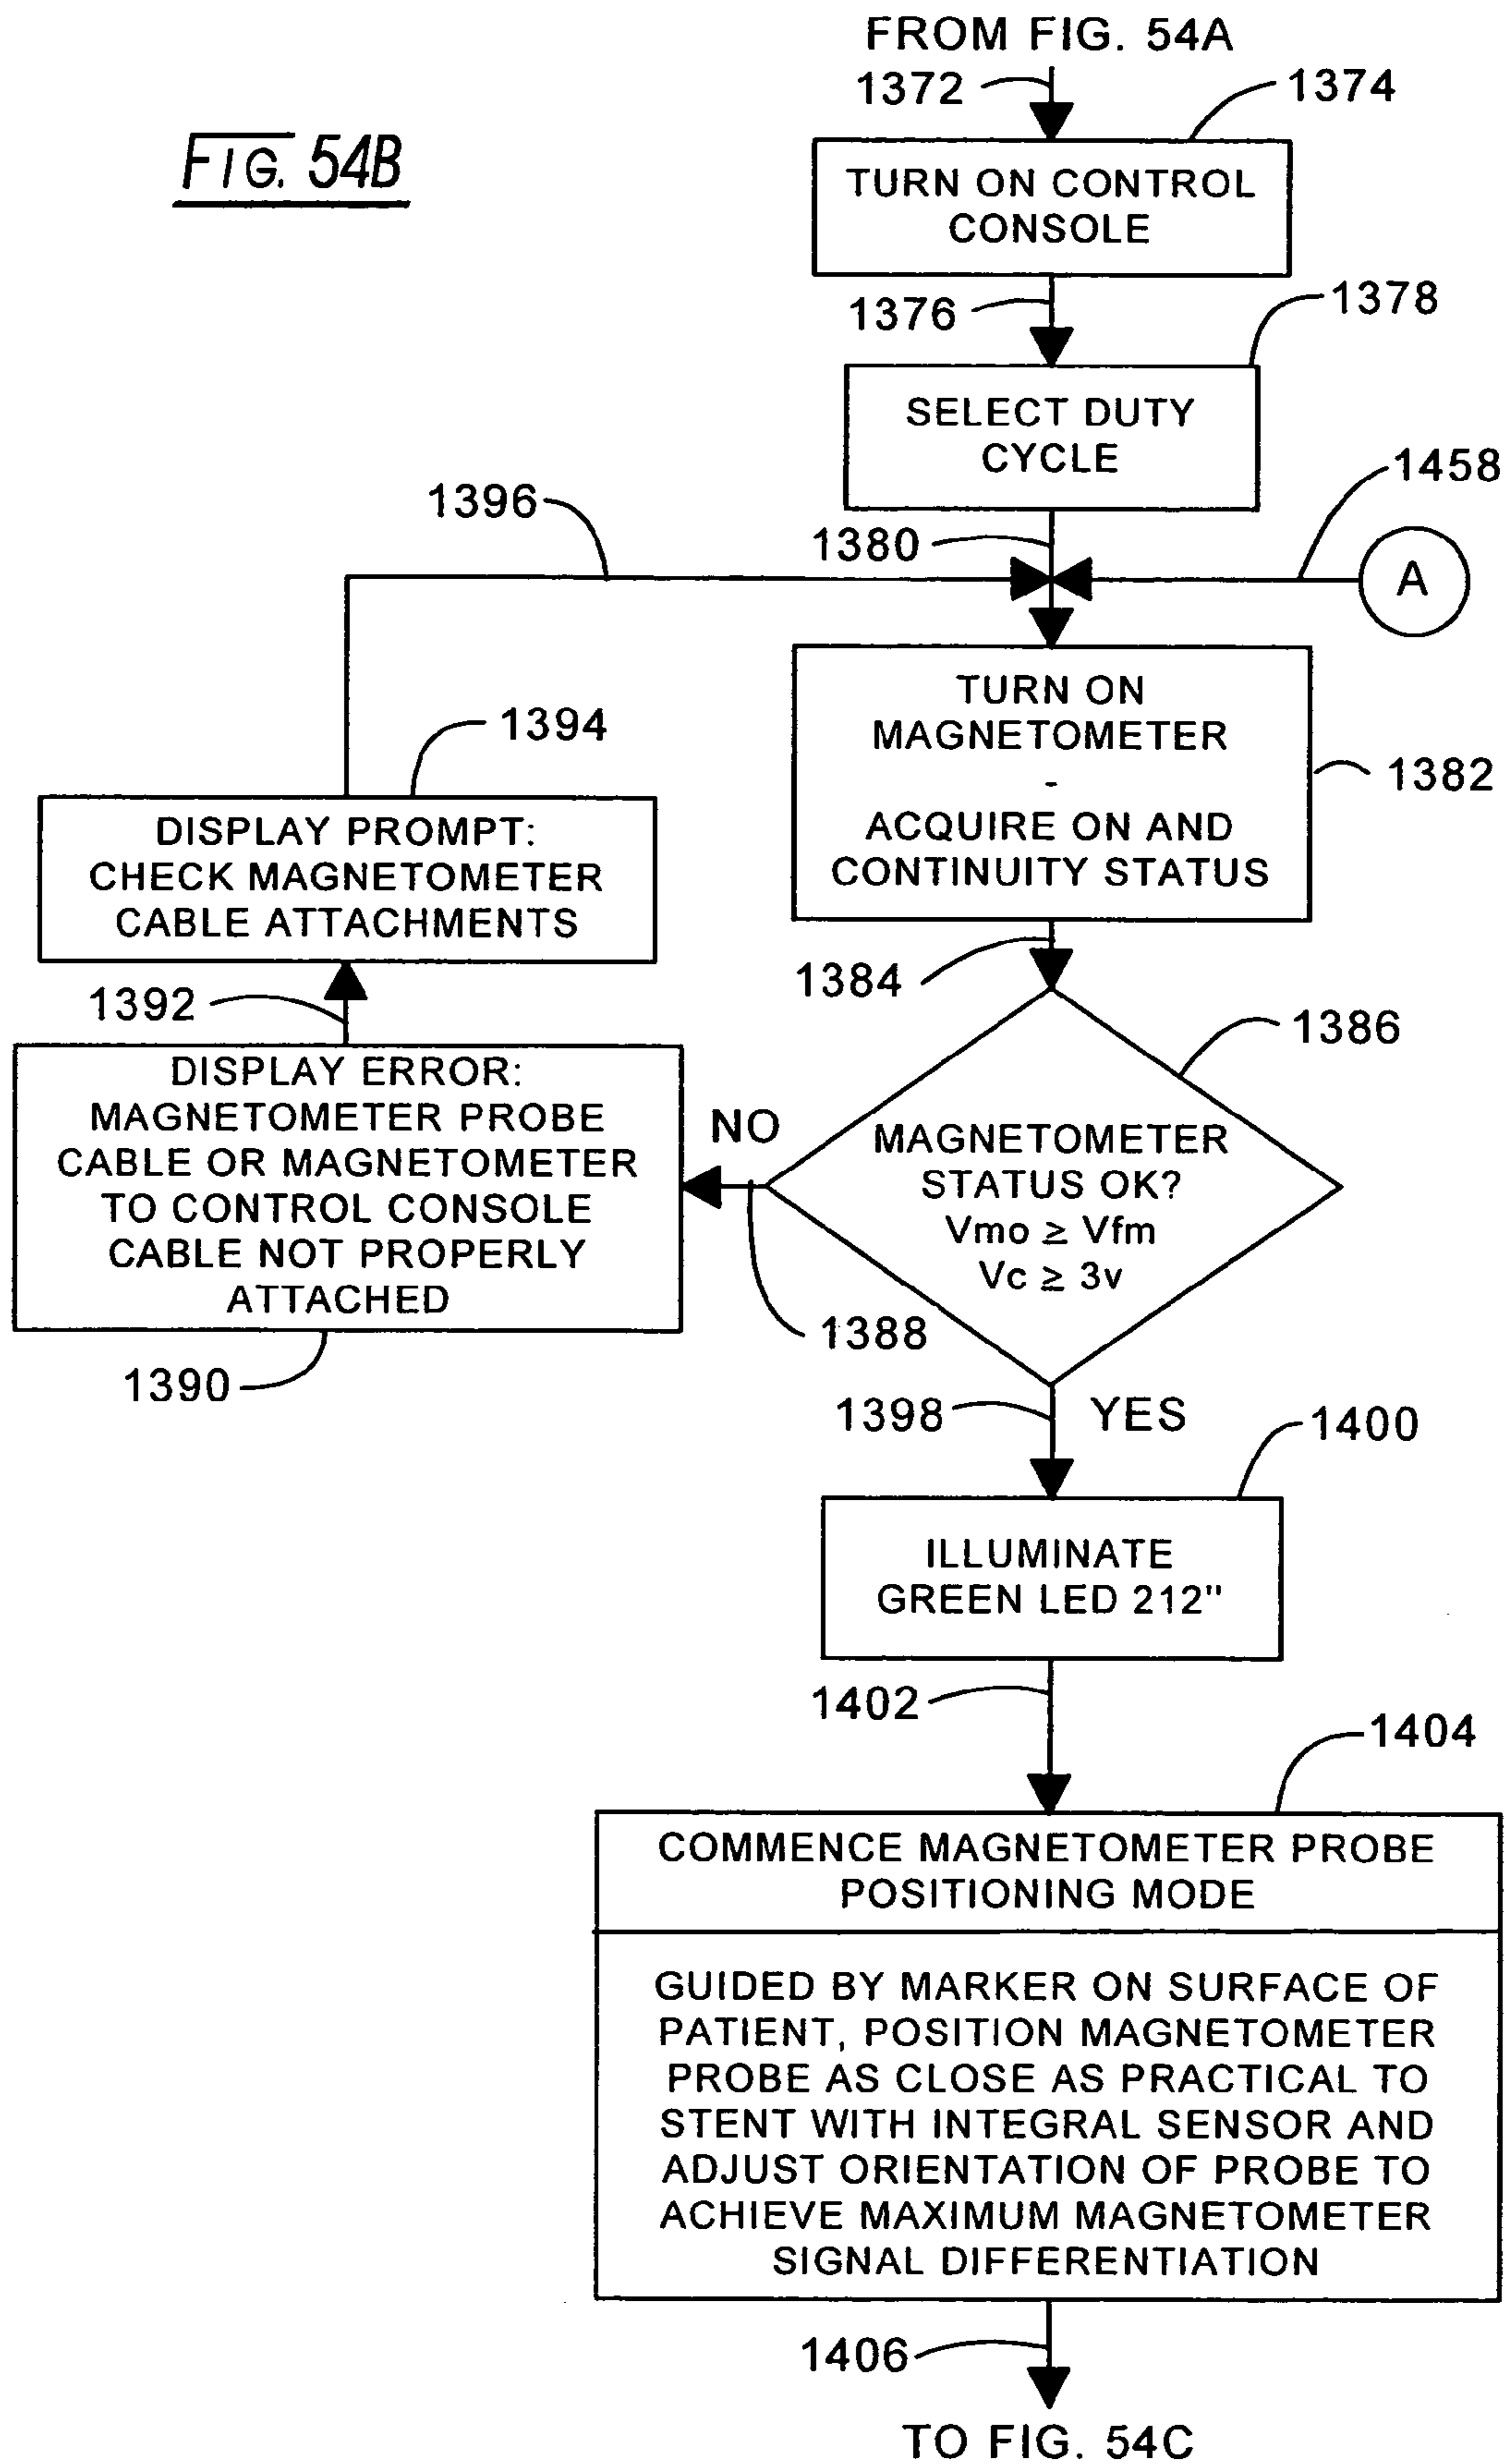 FROM FIG. 54A
1372
1374
FIG. 54B
TURN ON CONTROL
CONSOLE
1376
1378
SELECT DUTY
CYCLE
1396
1380
1458
A
TURN ON
MAGNETOMETER
-
ACQUIRE ON AND
CONTINUITY STATUS
1382
1394
DISPLAY PROMPT:
CHECK MAGNETOMETER
CABLE ATTACHMENTS
1384
1392
1386
DISPLAY ERROR:
MAGNETOMETER PROBE
CABLE OR MAGNETOMETER
TO CONTROL CONSOLE
CABLE NOT PROPERLY
ATTACHED
NO
MAGNETOMETER
STATUS OK?
Vmo ≥ Vfm
Vc ≥ 3v
1388
1390
1398
YES
1400
ILLUMINATE
GREEN LED 212"
1402
1404
COMMENCE MAGNETOMETER PROBE
POSITIONING MODE
GUIDED BY MARKER ON SURFACE OF
PATIENT, POSITION MAGNETOMETER
PROBE AS CLOSE AS PRACTICAL TO
STENT WITH INTEGRAL SENSOR AND
ADJUST ORIENTATION OF PROBE TO
ACHIEVE MAXIMUM MAGNETOMETER
SIGNAL DIFFERENTIATION
1406
TO FIG. 54C